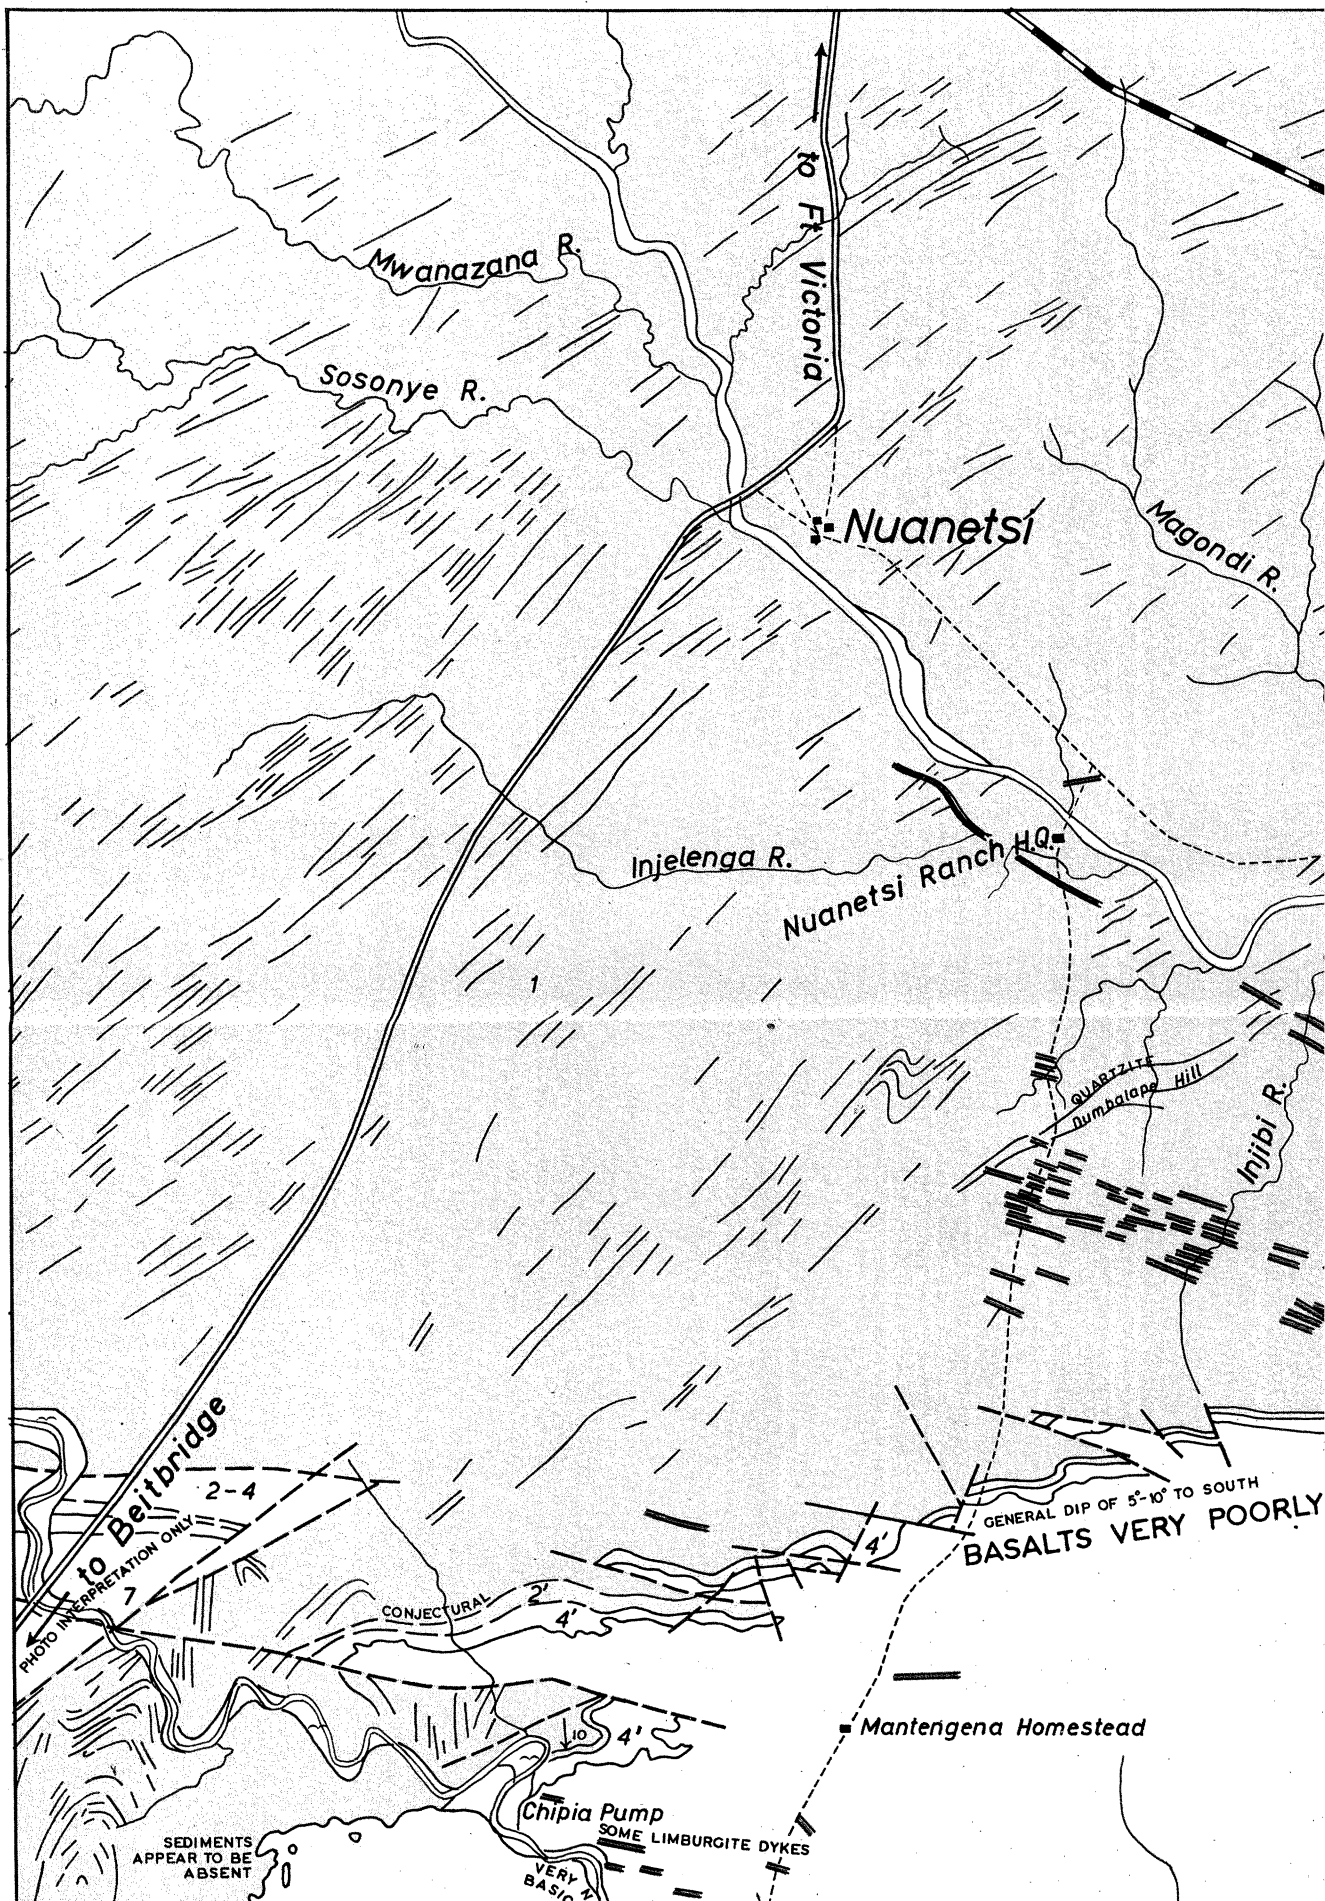 to Ft Victoria
Mwanazana R.
Sosonye R.
Nuanetsi
Magondi R.
Injelenga R.
Nuanetsi Ranch H.Q.
1
QUARTZITE
Dumbalape Hill
Injibi R.
to Beitbridge
2-4
PHOTO INTERPRETATION ONLY
7
GENERAL DIP OF 5°-10° TO SOUTH
BASALTS VERY POORLY
4'
CONJECTURAL
2'
4'
Mantengena Homestead
10
4'
Chipia Pump
SOME LIMBURGITE DYKES
SEDIMENTS
APPEAR TO BE
ABSENT
VERY
BASIC